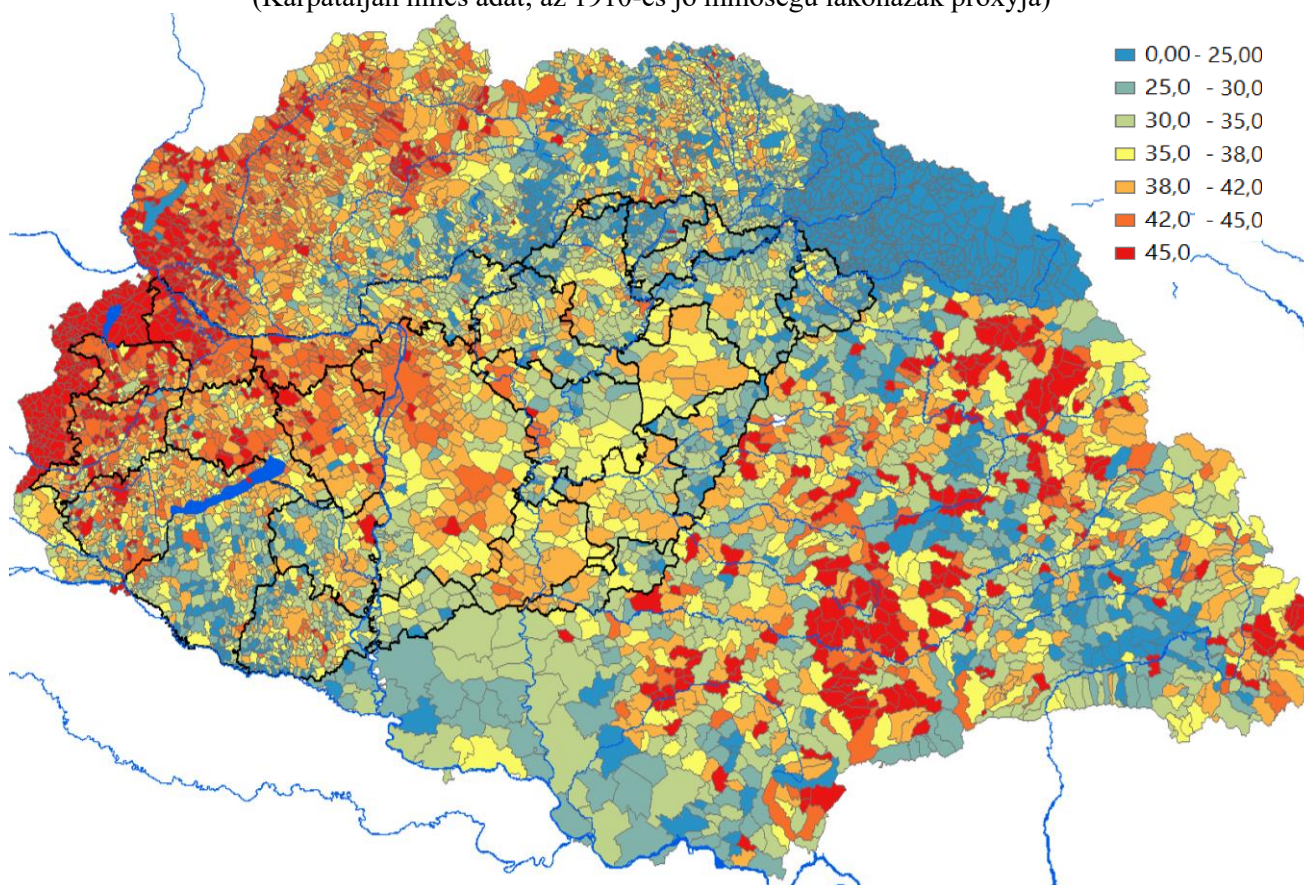 (Kárpátalján nincs adat, az 1910-es jó minőségű lakóházak proxyja)
0,00 - 25,00
25,0 - 30,0
30,0 - 35,0
35,0 - 38,0
38,0 - 42,0
42,0 - 45,0
45,0